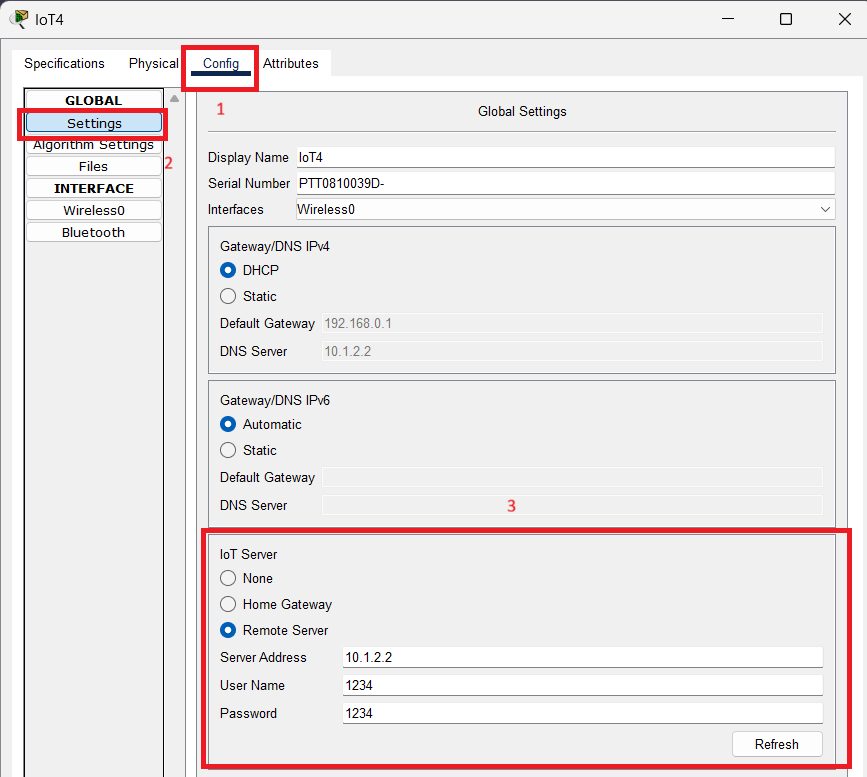 IoT4
Specifications Physical Config Attributes
GLOBAL
Settings
Algorithm Settings
Files
INTERFACE
Wireless0
Bluetooth
1
2
Global Settings
Display Name IoT4
Serial Number PTT0810039D-
Interfaces Wireless0
Gateway/DNS IPv4
DHCP
Static
Default Gateway 192.168.0.1
DNS Server 10.1.2.2
Gateway/DNS IPv6
Automatic
Static
Default Gateway
DNS Server
3
IoT Server
None
Home Gateway
Remote Server
Server Address 10.1.2.2
User Name 1234
Password 1234
Refresh